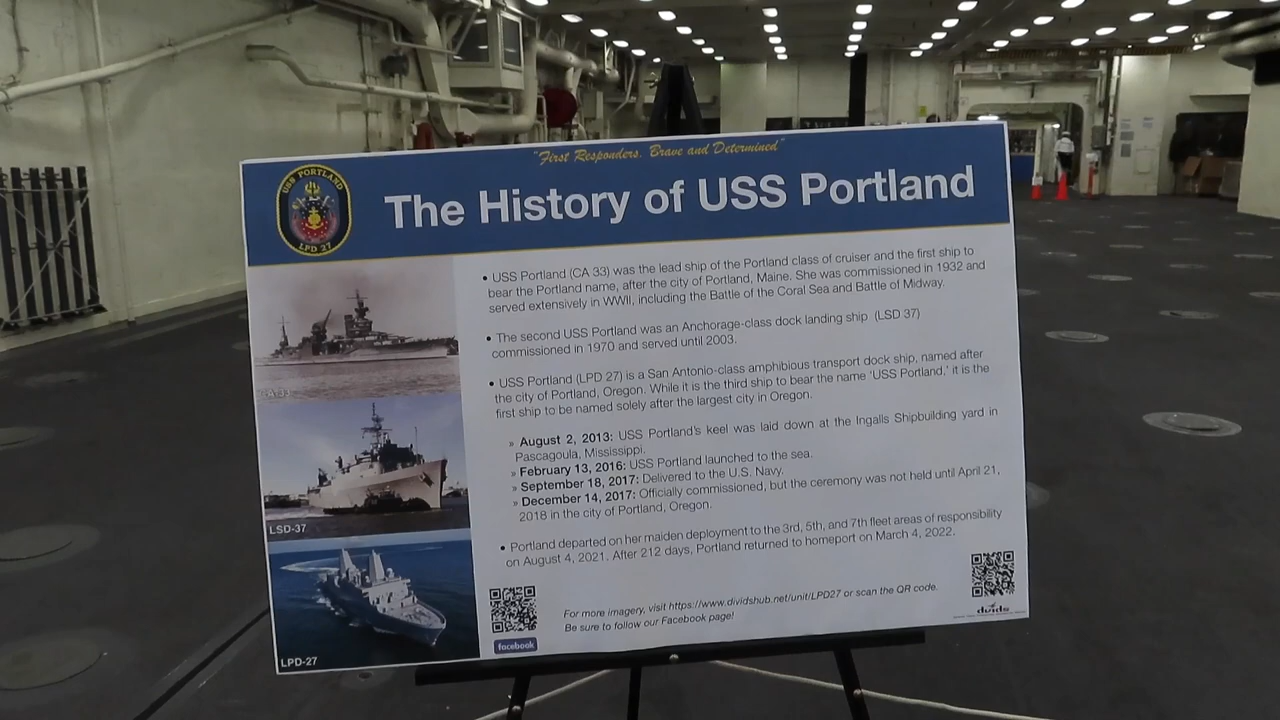 "First Responders, Brave and Determined"
USS PORTLAND
LPD 27
The History of USS Portland
• USS Portland (CA 33) was the lead ship of the Portland class of cruiser and the first ship to
bear the Portland name, after the city of Portland, Maine. She was commissioned in 1932 and
served extensively in WWII, including the Battle of the Coral Sea and Battle of Midway.
• The second USS Portland was an Anchorage-class dock landing ship (LSD 37)
commissioned in 1970 and served until 2003.
• USS Portland (LPD 27) is a San Antonio-class amphibious transport dock ship, named after
the city of Portland, Oregon. While it is the third ship to bear the name 'USS Portland,' it is the
first ship to be named solely after the largest city in Oregon.
» August 2, 2013: USS Portland's keel was laid down at the Ingalls Shipbuilding yard in
Pascagoula, Mississippi.
» February 13, 2016: USS Portland launched to the sea.
» September 18, 2017: Delivered to the U.S. Navy.
» December 14, 2017: Officially commissioned, but the ceremony was not held until April 21,
2018 in the city of Portland, Oregon.
• Portland departed on her maiden deployment to the 3rd, 5th, and 7th fleet areas of responsibility
on August 4, 2021. After 212 days, Portland returned to homeport on March 4, 2022.
LSD-37
LPD-27
facebook
For more imagery, visit https://www.dividshub.net/unit/LPD27 or scan the QR code.
Be sure to follow our Facebook page!
dvids